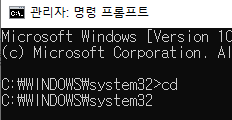 관리자: 명령 프롬프트
Microsoft Windows [Version 10
(c) Microsoft Corporation. Al
C:₩WINDOWS₩system32>cd
C:₩WINDOWS₩system32